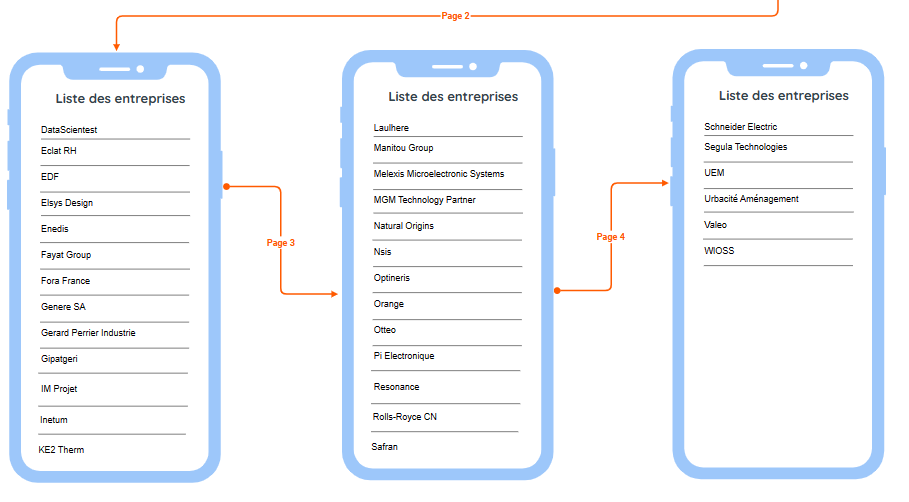 Page 2
Liste des entreprises
DataScientest
Eclat RH
EDF
Elsys Design
Enedis
Fayat Group
Fora France
Genere SA
Gerard Perrier Industrie
Gipatgeri
IM Projet
Inetum
KE2 Therm
Page 3
Liste des entreprises
Laulhere
Manitou Group
Melexis Microelectronic Systems
MGM Technology Partner
Natural Origins
Nsis
Optineris
Orange
Otteo
Pi Electronique
Resonance
Rolls-Royce CN
Safran
Page 4
Liste des entreprises
Schneider Electric
Segula Technologies
UEM
Urbacité Aménagement
Valeo
WIOSS